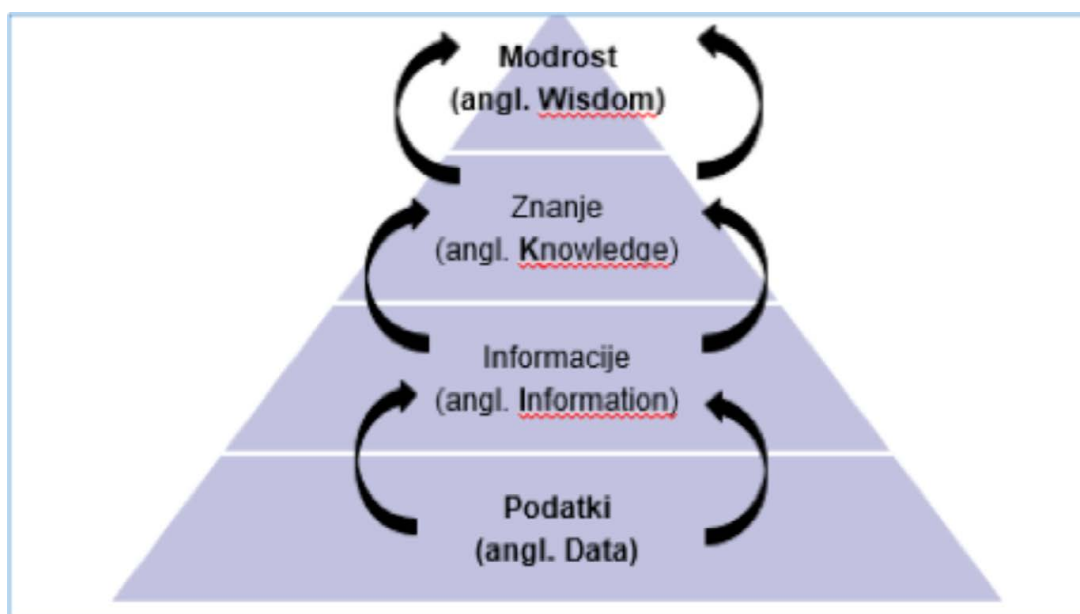 Modrost
(angl. Wisdom)
Znanje
(angl. Knowledge)
Informacije
(angl. Information)
Podatki
(angl. Data)